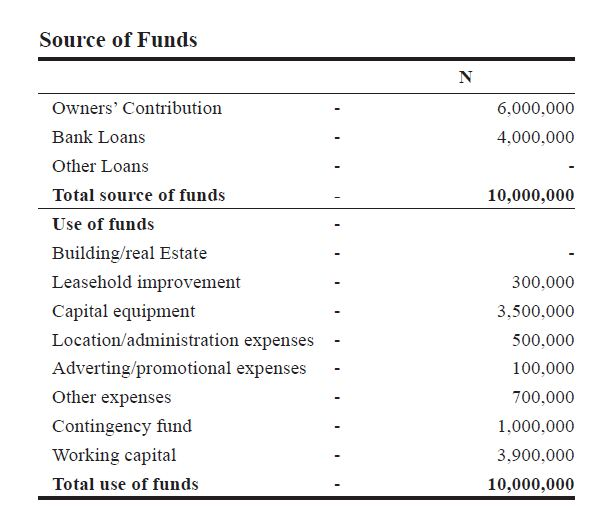 Source of Funds
N
Owners’ Contribution - 6,000,000
Bank Loans - 4,000,000
Other Loans - -
Total source of funds - 10,000,000
Use of funds -
Building/real Estate - -
Leasehold improvement - 300,000
Capital equipment - 3,500,000
Location/administration expenses - 500,000
Adverting/promotional expenses - 100,000
Other expenses - 700,000
Contingency fund - 1,000,000
Working capital - 3,900,000
Total use of funds - 10,000,000